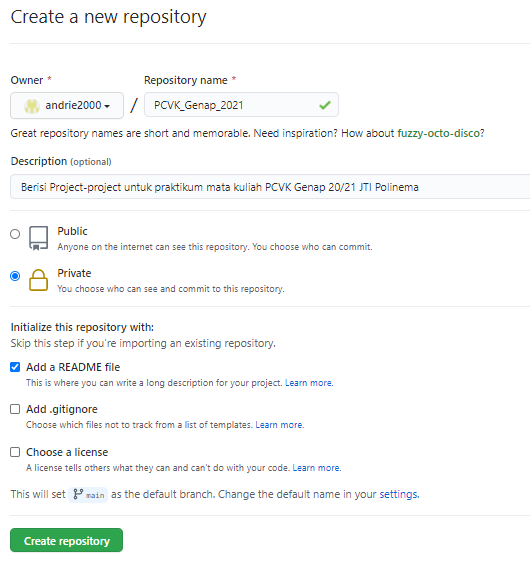 Create a new repository
Owner * Repository name *
andrie2000 / PCVK_Genap_2021
Great repository names are short and memorable. Need inspiration? How about fuzzy-octo-disco?
Description (optional)
Berisi Project-project untuk praktikum mata kuliah PCVK Genap 20/21 JTI Polinema
Public
Anyone on the internet can see this repository. You choose who can commit.
Private
You choose who can see and commit to this repository.
Initialize this repository with:
Skip this step if you're importing an existing repository.
Add a README file
This is where you can write a long description for your project. Learn more.
Add .gitignore
Choose which files not to track from a list of templates. Learn more.
Choose a license
A license tells others what they can and can't do with your code. Learn more.
This will set main as the default branch. Change the default name in your settings.
Create repository